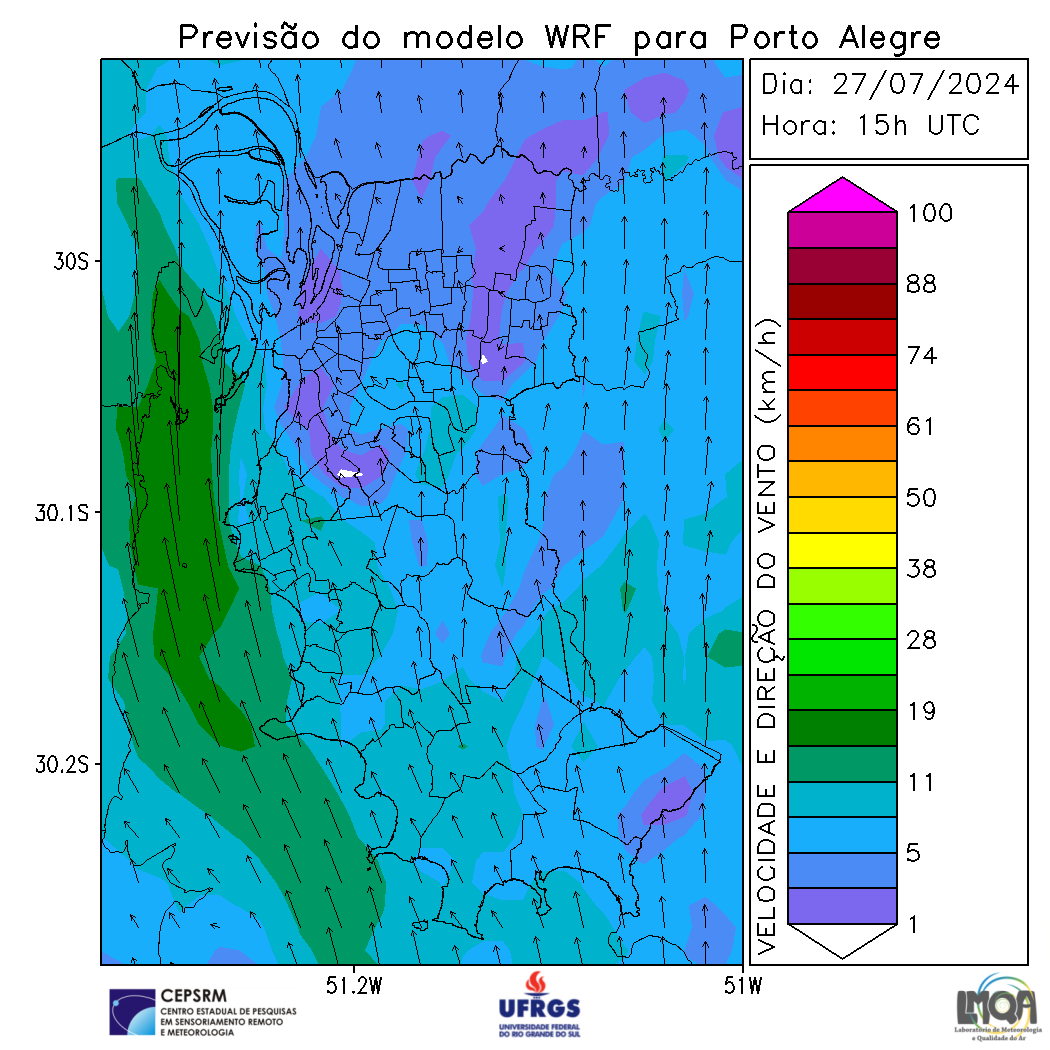 Previsão do modelo WRF para Porto Alegre
Dia: 27/07/2024
Hora: 15h UTC
30S
30.1S
30.2S
51.2W
51W
VELOCIDADE E DIREÇÃO DO VENTO (km/h)
100
88
74
61
50
38
28
19
11
5
1
CEPSRM
CENTRO ESTADUAL DE PESQUISAS
EM SENSORIAMENTO REMOTO
E METEOROLOGIA
UFRGS
UNIVERSIDADE FEDERAL
DO RIO GRANDE DO SUL
LMQA
Laboratório de Meteorologia
e Qualidade do Ar